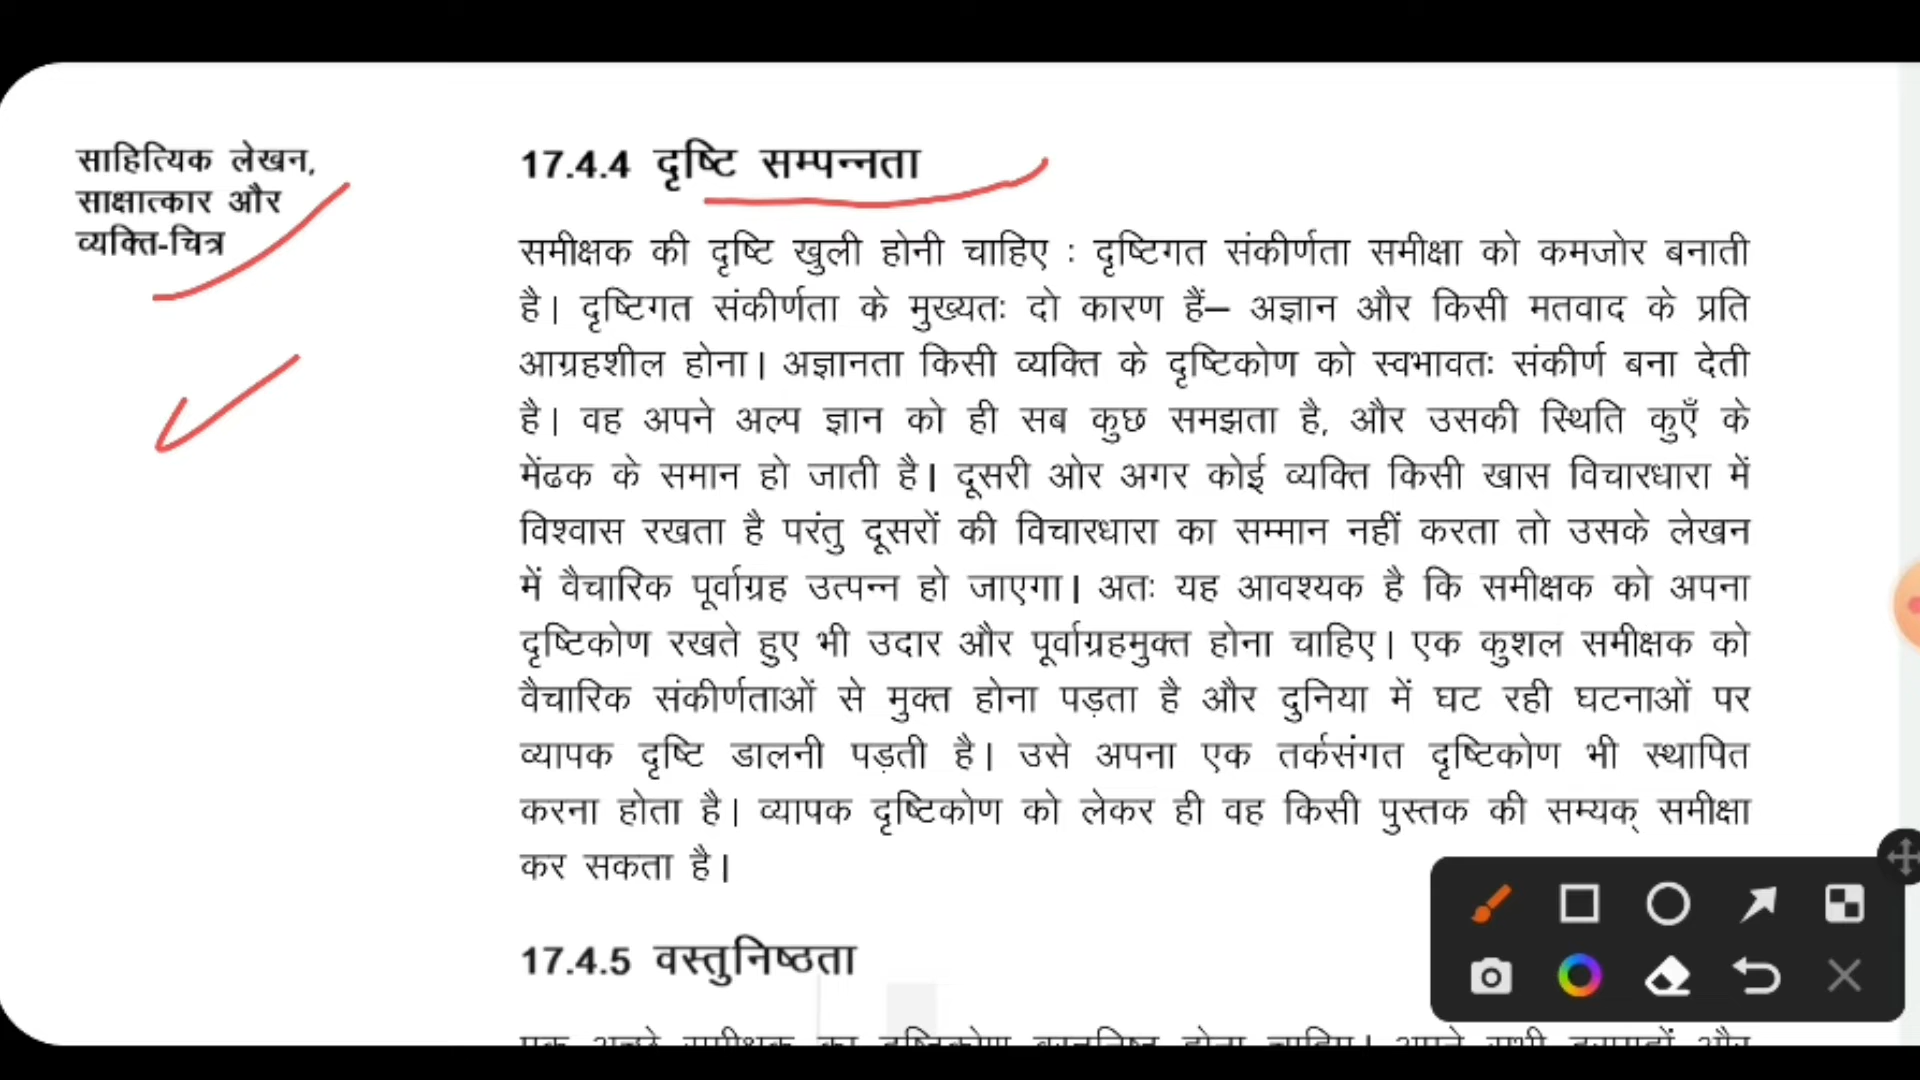 साहित्यिक लेखन,
साक्षात्कार और
व्यक्ति-चित्र
17.4.4 दृष्टि सम्पन्नता
समीक्षक की दृष्टि खुली होनी चाहिए : दृष्टिगत संकीर्णता समीक्षा को कमजोर बनाती
है। दृष्टिगत संकीर्णता के मुख्यतः दो कारण हैं– अज्ञान और किसी मतवाद के प्रति
आग्रहशील होना। अज्ञानता किसी व्यक्ति के दृष्टिकोण को स्वभावतः संकीर्ण बना देती
है। वह अपने अल्प ज्ञान को ही सब कुछ समझता है, और उसकी स्थिति कुएँ के
मेंढक के समान हो जाती है। दूसरी ओर अगर कोई व्यक्ति किसी खास विचारधारा में
विश्वास रखता है परंतु दूसरों की विचारधारा का सम्मान नहीं करता तो उसके लेखन
में वैचारिक पूर्वाग्रह उत्पन्न हो जाएगा। अतः यह आवश्यक है कि समीक्षक को अपना
दृष्टिकोण रखते हुए भी उदार और पूर्वाग्रहमुक्त होना चाहिए। एक कुशल समीक्षक को
वैचारिक संकीर्णताओं से मुक्त होना पड़ता है और दुनिया में घट रही घटनाओं पर
व्यापक दृष्टि डालनी पड़ती है। उसे अपना एक तर्कसंगत दृष्टिकोण भी स्थापित
करना होता है। व्यापक दृष्टिकोण को लेकर ही वह किसी पुस्तक की सम्यक् समीक्षा
कर सकता है।
17.4.5 वस्तुनिष्ठता